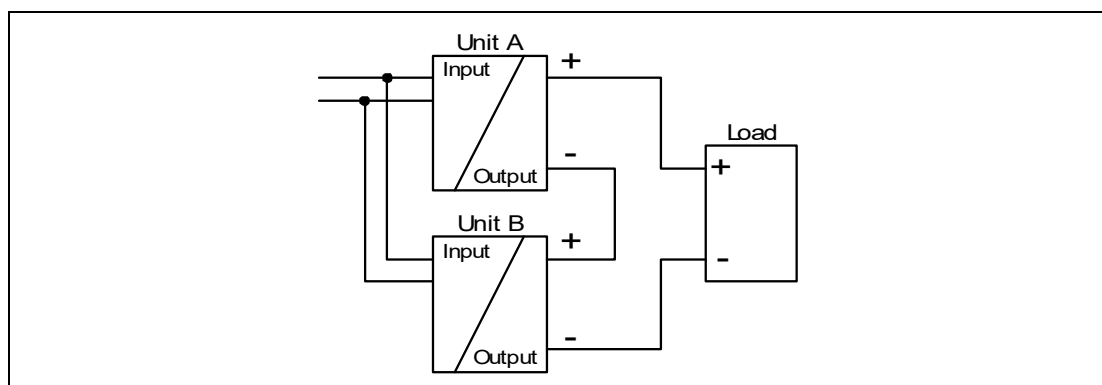 Unit A
Input
+
-
Output
Load
+
-
Unit B
Input
+
-
Output